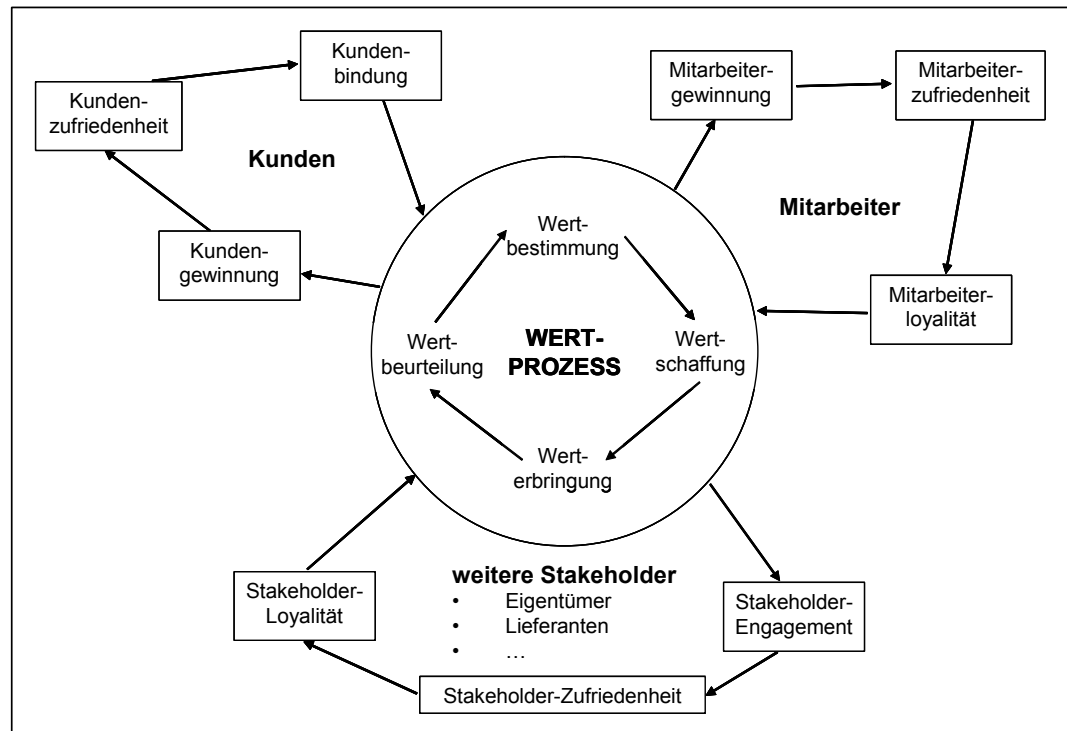 Kunden-
bindung
Kunden-
zufriedenheit
Kunden
Kunden-
gewinnung
Mitarbeiter-
gewinnung
Mitarbeiter-
zufriedenheit
Mitarbeiter
Mitarbeiter-
loyalität
Wert-
bestimmung
Wert-
beurteilung
WERT-
PROZESS
Wert-
schaffung
Wert-
erbringung
weitere Stakeholder
• Eigentümer
• Lieferanten
• …
Stakeholder-
Loyalität
Stakeholder-
Engagement
Stakeholder-Zufriedenheit